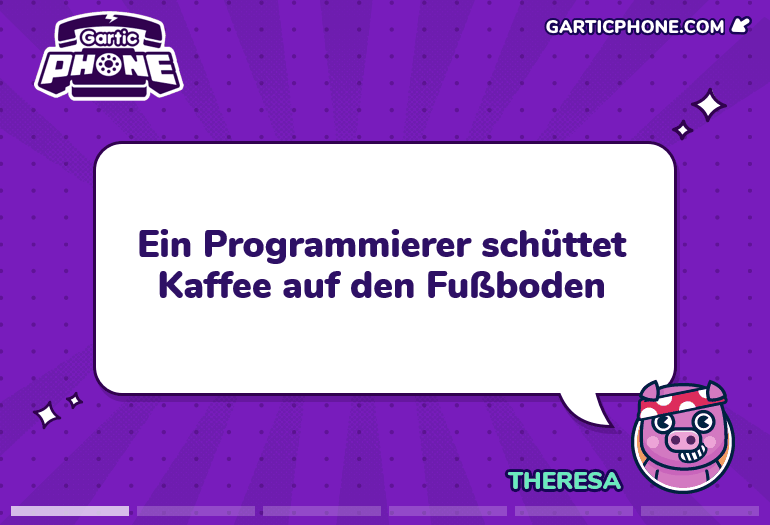 Gartic
PHONE
GARTICPHONE.COM
Ein Programmierer schüttet
Kaffee auf den Fußboden
THERESA